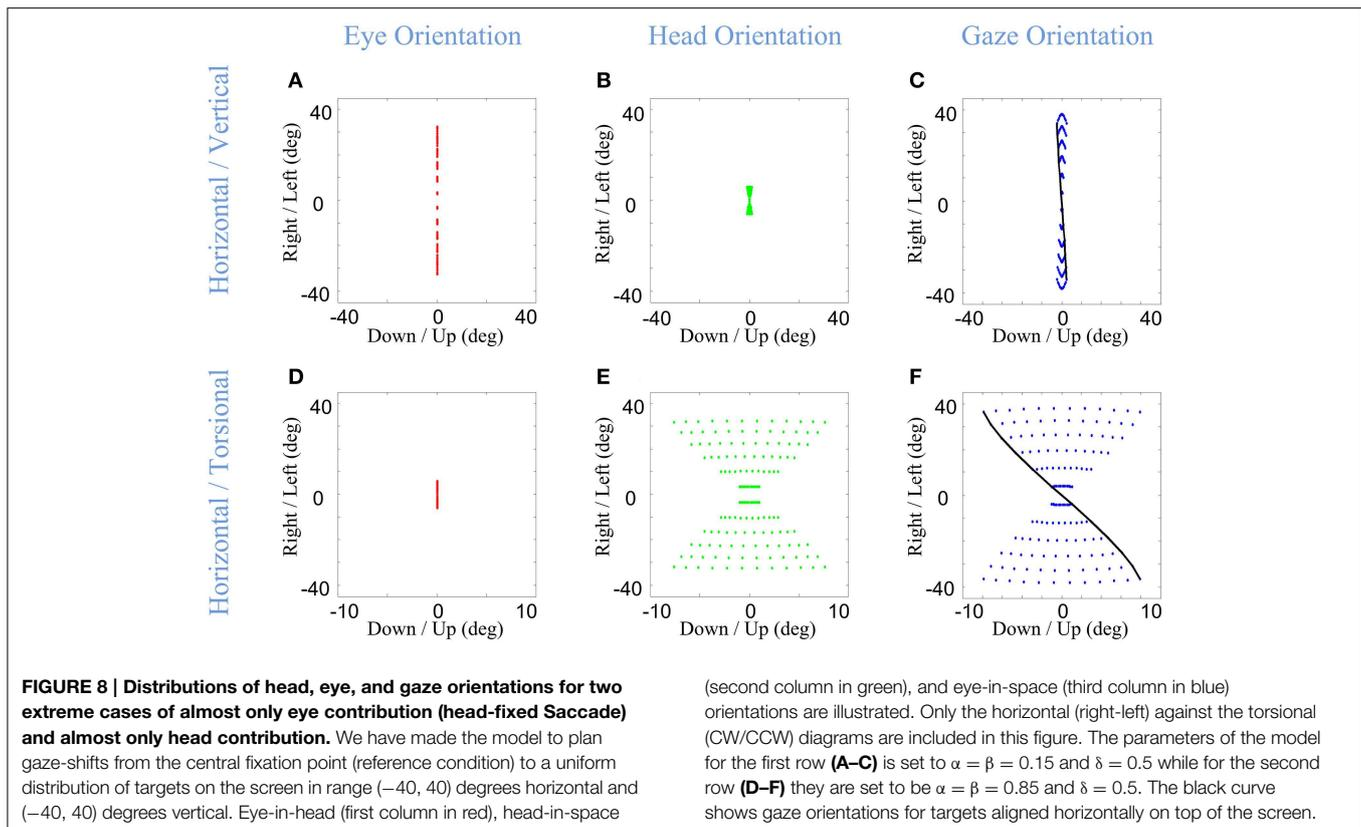 Eye Orientation
Head Orientation
Gaze Orientation
Horizontal / Vertical
A
40
0
-40
Right / Left (deg)
-40
0
40
Down / Up (deg)
B
40
0
-40
Right / Left (deg)
-40
0
40
Down / Up (deg)
C
40
0
-40
Right / Left (deg)
-40
0
40
Down / Up (deg)
Horizontal / Torsional
D
40
0
-40
Right / Left (deg)
-10
0
10
Down / Up (deg)
E
40
0
-40
Right / Left (deg)
-10
0
10
Down / Up (deg)
F
40
0
-40
Right / Left (deg)
-10
0
10
Down / Up (deg)
FIGURE 8 | Distributions of head, eye, and gaze orientations for two
extreme cases of almost only eye contribution (head-fixed Saccade)
and almost only head contribution. We have made the model to plan
gaze-shifts from the central fixation point (reference condition) to a uniform
distribution of targets on the screen in range (−40, 40) degrees horizontal and
(−40, 40) degrees vertical. Eye-in-head (first column in red), head-in-space
(second column in green), and eye-in-space (third column in blue)
orientations are illustrated. Only the horizontal (right-left) against the torsional
(CW/CCW) diagrams are included in this figure. The parameters of the model
for the first row (A–C) is set to α = β = 0.15 and δ = 0.5 while for the second
row (D–F) they are set to be α = β = 0.85 and δ = 0.5. The black curve
shows gaze orientations for targets aligned horizontally on top of the screen.